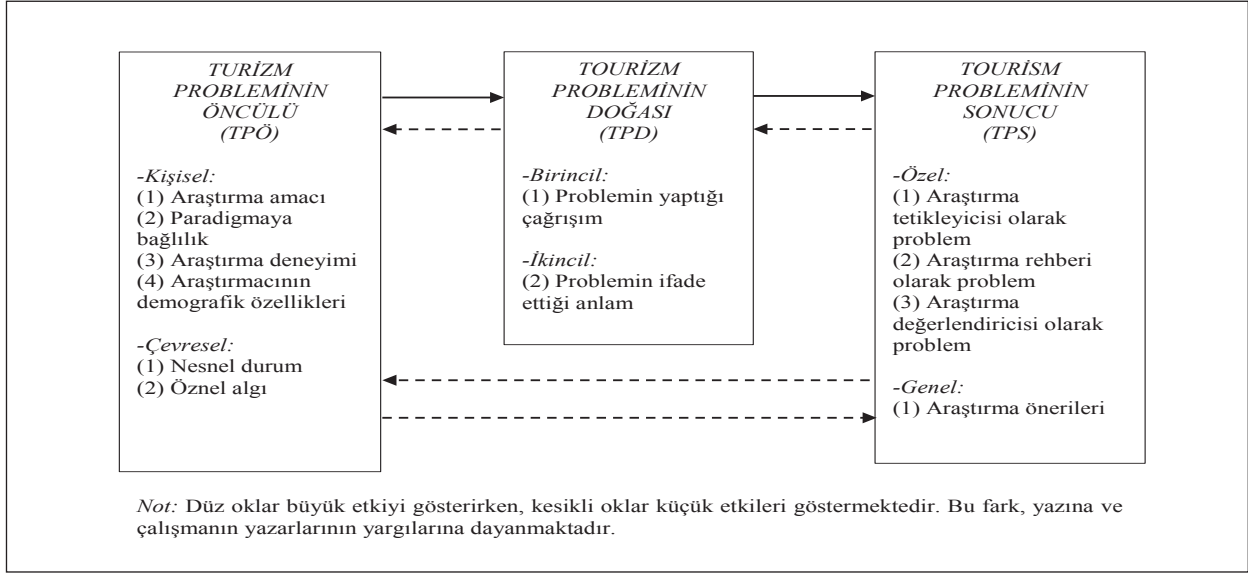 TURİZM
PROBLEMİNİN
ÖNCÜLÜ
(TPÖ)
-Kişisel:
(1) Araştırma amacı
(2) Paradigmaya
bağlılık
(3) Araştırma deneyimi
(4) Araştırmacının
demografik özellikleri
-Çevresel:
(1) Nesnel durum
(2) Öznel algı
TOURİZM
PROBLEMİNİN
DOĞASI
(TPD)
-Birincil:
(1) Problemin yaptığı
çağrışım
-İkincil:
(2) Problemin ifade
ettiği anlam
TOURİSM
PROBLEMİNİN
SONUCU
(TPS)
-Özel:
(1) Araştırma
tetikleyicisi olarak
problem
(2) Araştırma rehberi
olarak problem
(3) Araştırma
değerlendiricisi olarak
problem
-Genel:
(1) Araştırma önerileri
Not: Düz oklar büyük etkiyi gösterirken, kesikli oklar küçük etkileri göstermektedir. Bu fark, yazına ve
çalışmanın yazarlarının yargılarına dayanmaktadır.